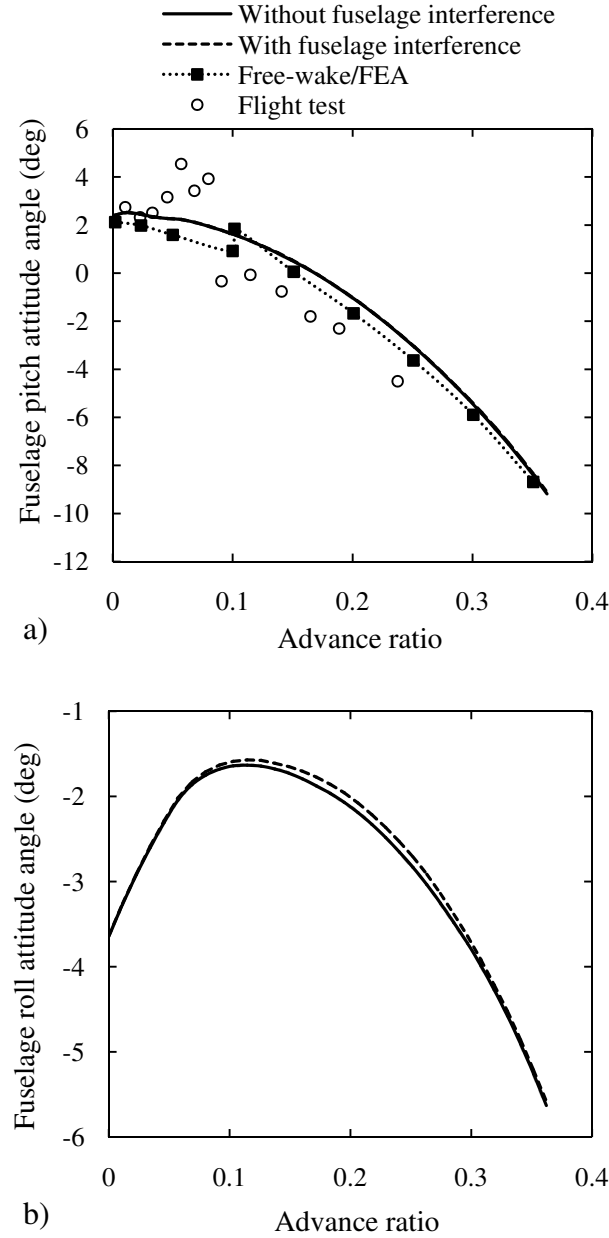 Without fuselage interference
With fuselage interference
Free-wake/FEA
Flight test
Fuselage pitch attitude angle (deg)
6
4
2
0
-2
-4
-6
-8
-10
-12
0 0.1 0.2 0.3 0.4
a)
Advance ratio
Fuselage roll attitude angle (deg)
-1
-2
-3
-4
-5
-6
0 0.1 0.2 0.3 0.4
b)
Advance ratio